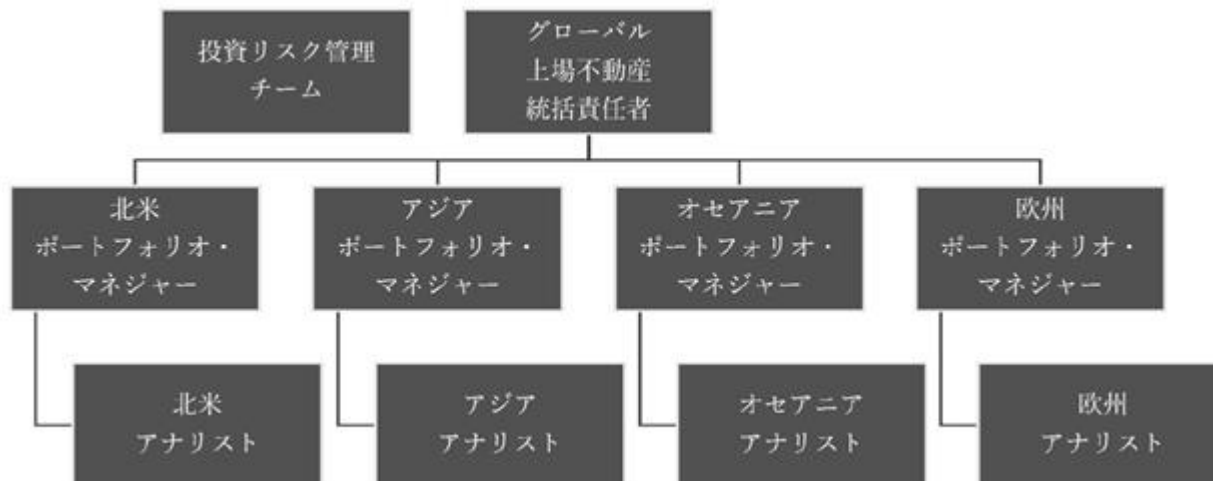 投資リスク管理
チーム
グローバル
上場不動産
統括責任者
北米
ポートフォリオ・
マネジャー
アジア
ポートフォリオ・
マネジャー
オセアニア
ポートフォリオ・
マネジャー
欧州
ポートフォリオ・
マネジャー
北米
アナリスト
アジア
アナリスト
オセアニア
アナリスト
欧州
アナリスト